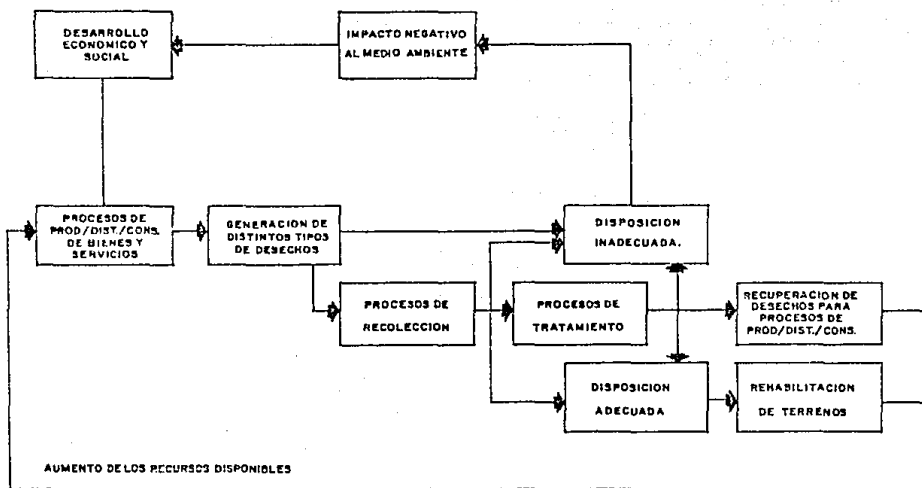 DESARROLLO
ECONOMICO Y
SOCIAL
IMPACTO NEGATIVO
AL MEDIO AMBIENTE
PROCESOS DE
PROD/DIST./CONS.
DE BIENES Y
SERVICIOS
GENERACION DE
DISTINTOS TIPOS
DE DESECHOS
DISPOSICION
INADECUADA.
PROCESOS DE
RECOLECCION
PROCESOS DE
TRATAMIENTO
RECUPERACION DE
DESECHOS PARA
PROCESOS DE
PROD/DIST./CONS.
DISPOSICION
ADECUADA
REHABILITACION
DE TERRENOS
AUMENTO DE LOS RECURSOS DISPONIBLES